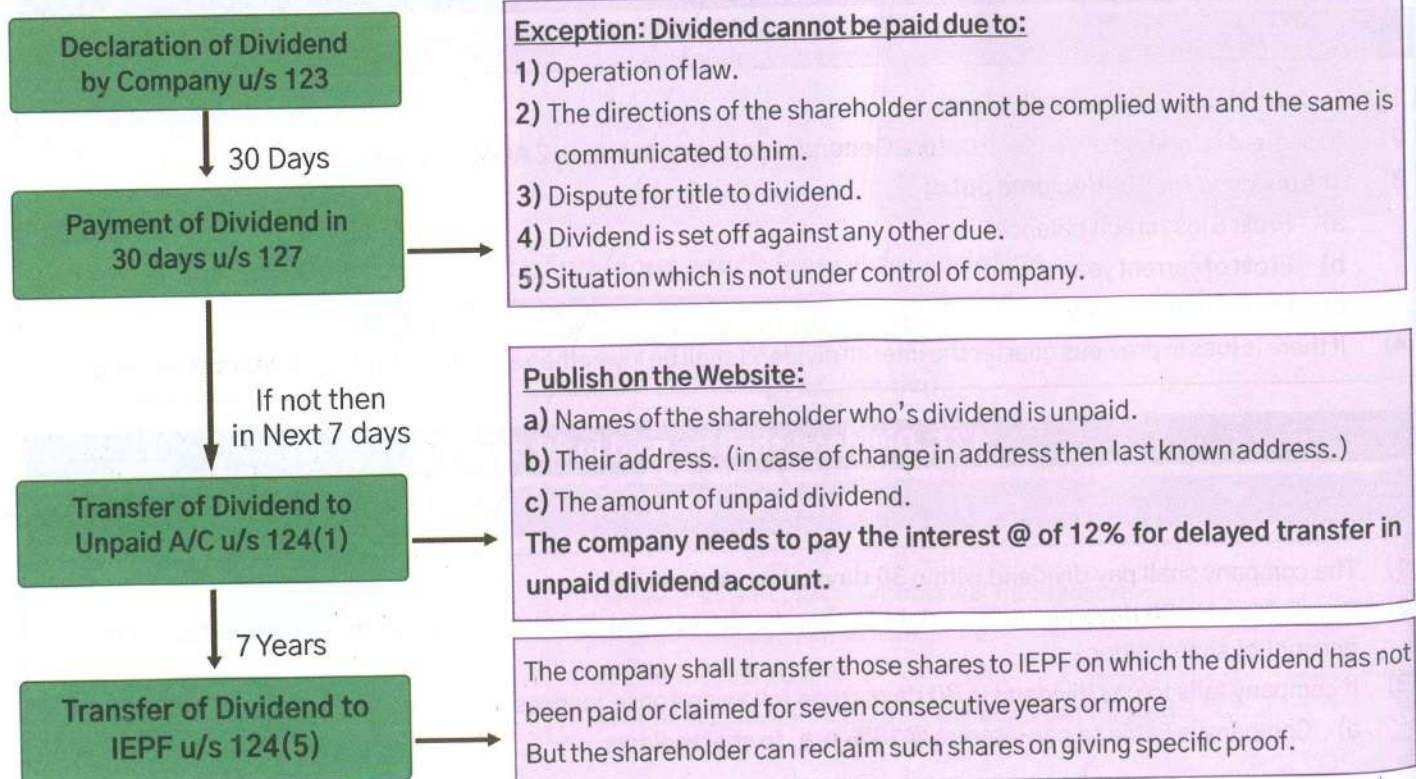 Declaration of Dividend
by Company u/s 123
30 Days
Payment of Dividend in
30 days u/s 127
If not then
in Next 7 days
Transfer of Dividend to
Unpaid A/C u/s 124(1)
7 Years
Transfer of Dividend to
IEPF u/s 124(5)
Exception: Dividend cannot be paid due to:
1) Operation of law.
2) The directions of the shareholder cannot be complied with and the same is
communicated to him.
3) Dispute for title to dividend.
4) Dividend is set off against any other due.
5) Situation which is not under control of company.
Publish on the Website:
a) Names of the shareholder who's dividend is unpaid.
b) Their address. (in case of change in address then last known address.)
c) The amount of unpaid dividend.
The company needs to pay the interest @ of 12% for delayed transfer in
unpaid dividend account.
The company shall transfer those shares to IEPF on which the dividend has not
been paid or claimed for seven consecutive years or more
But the shareholder can reclaim such shares on giving specific proof.